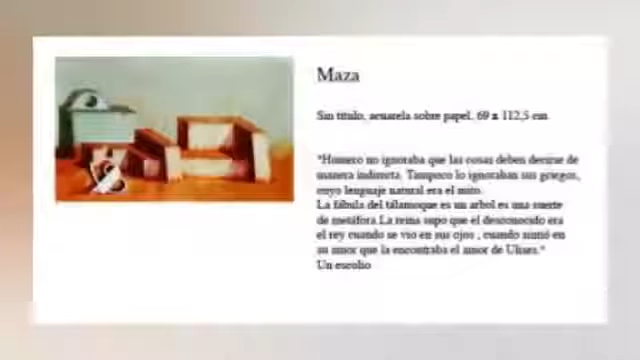 Maza
Sin título, acuarela sobre papel, 69 x 112,5 cm
"Homero no ignoraba que las cosas deben decirse de
manera indirecta. Tampoco lo ignoraban sus griegos,
cuyo lenguaje natural era el mito.
La fábula del tálamo que es un arbol es una suerte
de metáfora.La reina supo que el desconocido era
el rey cuando se vio en sus ojos , cuando sintió en
su amor que la encontraba el amor de Ulises."
Un escolio